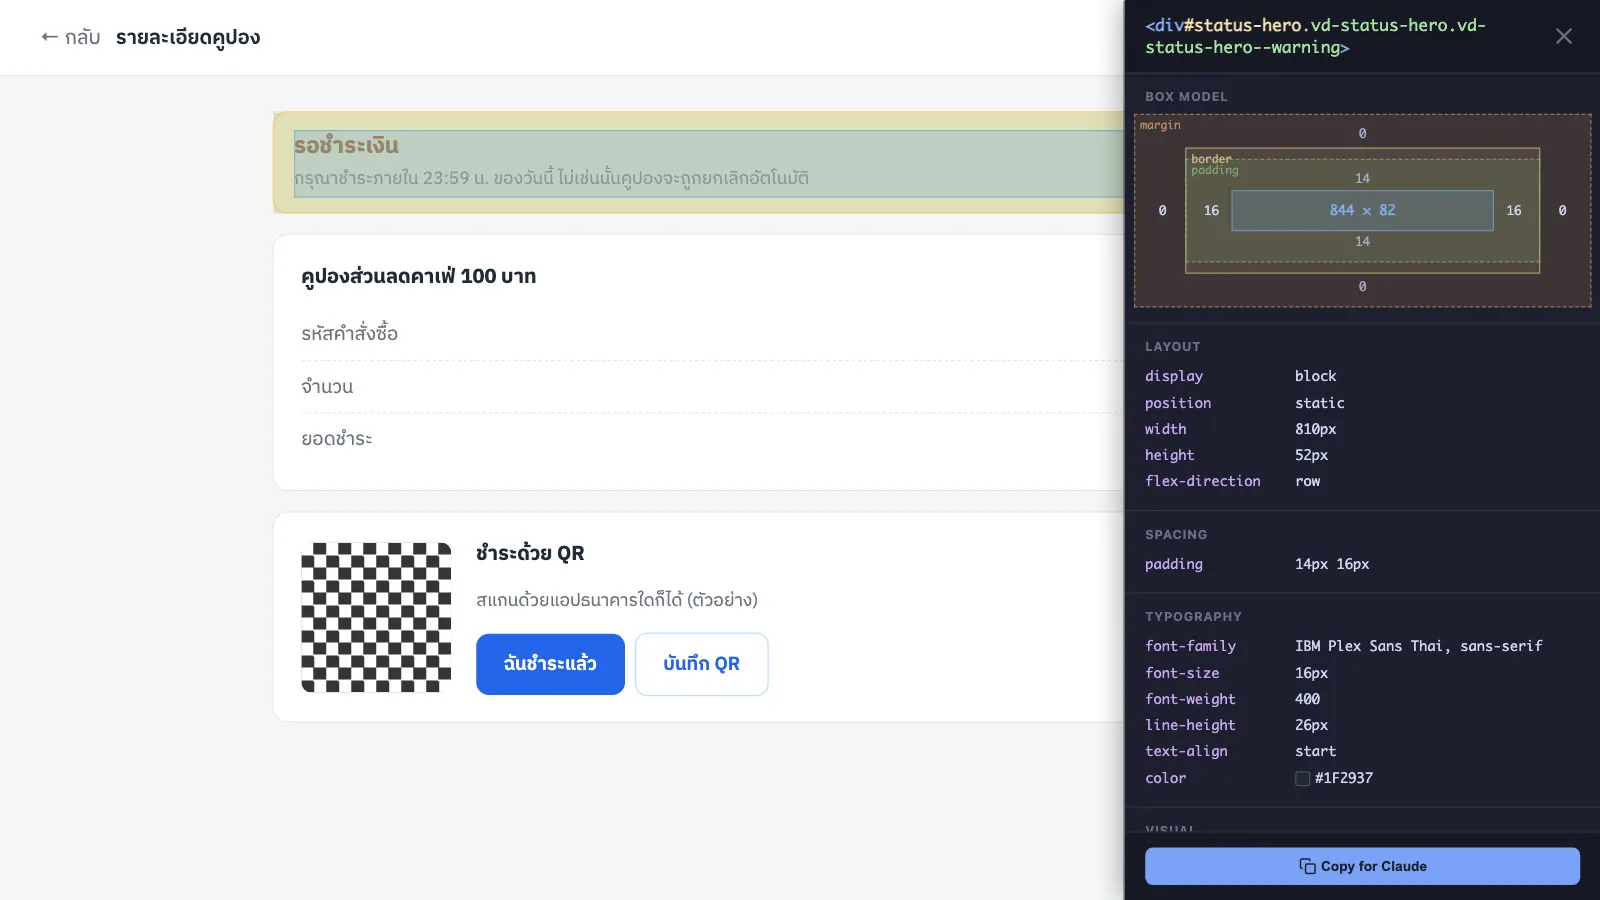 ← กลับ รายละเอียดคูปอง
รอชำระเงิน
กรุณาชำระภายใน 23:59 น. ของวันนี้ ไม่เช่นนั้นคูปองจะถูกยกเลิกอัตโนมัติ
คูปองส่วนลดคาเฟ่ 100 บาท
รหัสคำสั่งซื้อ
จำนวน
ยอดชำระ
ชำระด้วย QR
สแกนด้วยแอปธนาคารใดก็ได้ (ตัวอย่าง)
ฉันชำระแล้ว
บันทึก QR
<div#status-hero.vd-status-hero.vd-
status-hero--warning>
BOX MODEL
margin
0
border
padding
14
0 16 844 × 82 16 0
14
0
LAYOUT
display block
position static
width 810px
height 52px
flex-direction row
SPACING
padding 14px 16px
TYPOGRAPHY
font-family IBM Plex Sans Thai, sans-serif
font-size 16px
font-weight 400
line-height 26px
text-align start
color #1F2937
VISUAL
Copy for Claude